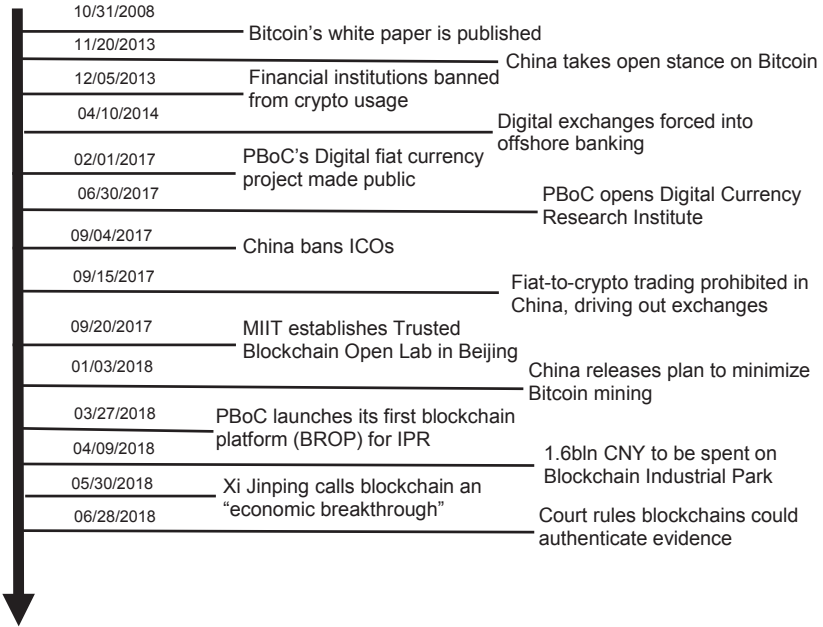 10/31/2008
Bitcoin’s white paper is published
11/20/2013
China takes open stance on Bitcoin
12/05/2013
Financial institutions banned
from crypto usage
04/10/2014
Digital exchanges forced into
offshore banking
02/01/2017
PBoC’s Digital fiat currency
project made public
06/30/2017
PBoC opens Digital Currency
Research Institute
09/04/2017
China bans ICOs
09/15/2017
Fiat-to-crypto trading prohibited in
China, driving out exchanges
09/20/2017
MIIT establishes Trusted
Blockchain Open Lab in Beijing
01/03/2018
China releases plan to minimize
Bitcoin mining
03/27/2018
PBoC launches its first blockchain
platform (BROP) for IPR
04/09/2018
1.6bln CNY to be spent on
Blockchain Industrial Park
05/30/2018
Xi Jinping calls blockchain an
“economic breakthrough”
06/28/2018
Court rules blockchains could
authenticate evidence